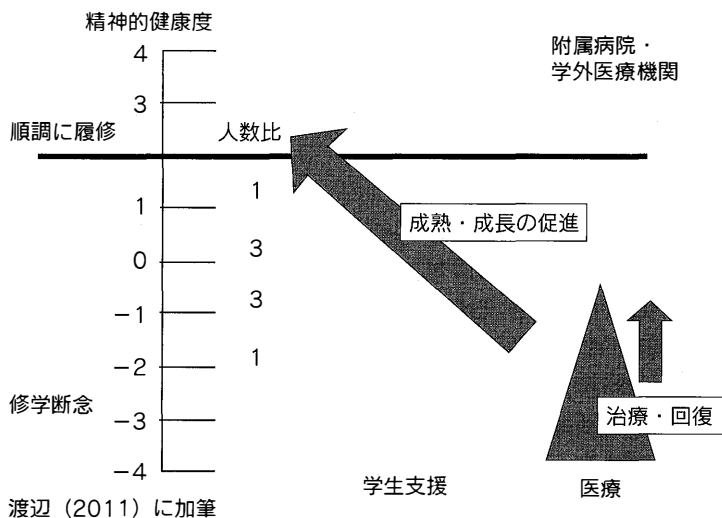 精神的健康度
4
附属病院・
学外医療機関
3
順調に履修
人数比
1
1
成熟・成長の促進
3
0
3
−1
1
−2
修学断念
治療・回復
−3
−4
学生支援
医療
渡辺（2011）に加筆